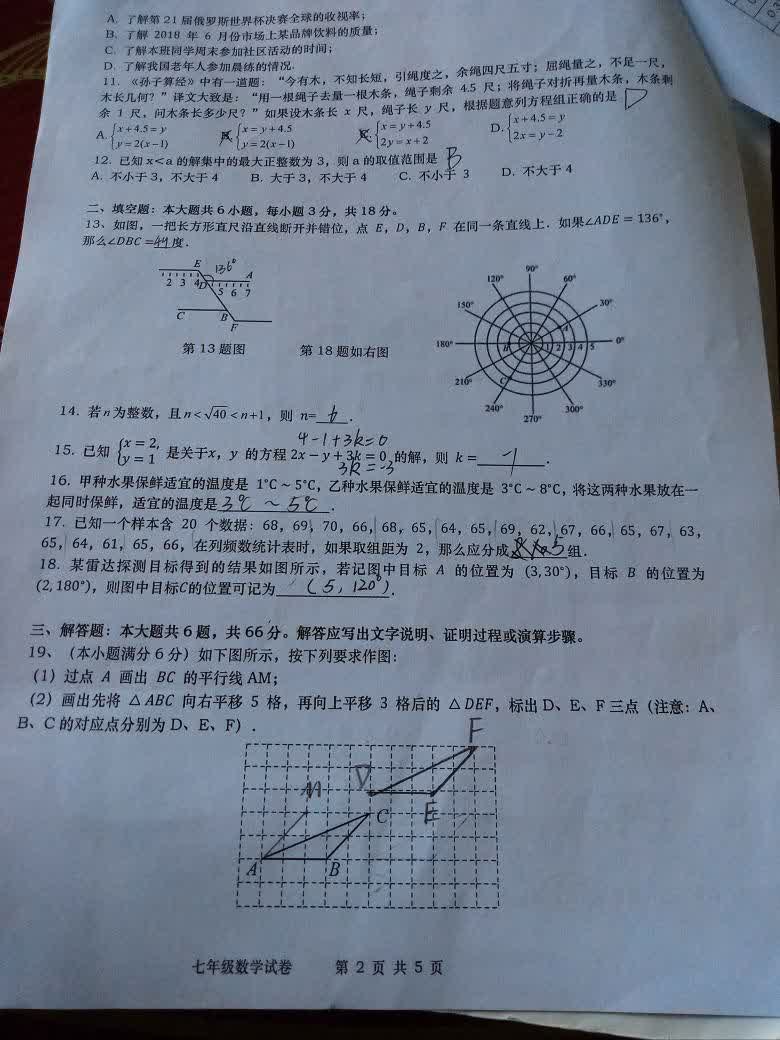 A. 了解第 21 届俄罗斯世界杯决赛全球的收视率；
B. 了解 2018 年 6 月份市场上某品牌饮料的质量；
C. 了解本班同学周末参加社区活动的时间；
D. 了解我国老年人参加晨练的情况.
11. 《孙子算经》中有一道题：“今有木，不知长短，引绳度之，余绳四尺五寸；屈绳量之，不足一尺，
木长几何？”译文大致是：“用一根绳子去量一根木条，绳子剩余 4.5 尺；将绳子对折再量木条，木条剩
余 1 尺，问木条长多少尺？”如果设木条长 x 尺，绳子长 y 尺，根据题意列方程组正确的是 D
A. {x+4.5=y B. {x=y+4.5 C. {x=y+4.5 D. {x+4.5=y
y=2(x-1) y=2(x-1) 2y=x+2 2x=y-2
12. 已知 x<a 的解集中的最大正整数为 3，则 a 的取值范围是 B
A. 不小于 3，不大于 4 B. 大于 3，不大于 4 C. 不小于 3 D. 不大于 4
二、填空题：本大题共 6 小题，每小题 3 分，共 18 分。
13、如图，一把长方形直尺沿直线断开并错位，点 E，D，B，F 在同一条直线上．如果∠ADE = 136°，
那么∠DBC =44度．
E 136° A
2 3 4 D 5 6 7
C B
F
90°
120° 60°
150° 30°
180° 0°
210° 330°
240° 300°
270°
A
B 1 2 3 4 5
C
第 13 题图 第 18 题如右图
14. 若 n 为整数，且 n<√40<n+1，则 n= 6 .
4-1+3k=0
15. 已知 {x = 2, y = 1 是关于x，y 的方程 2x − y + 3k = 0 的解，则 k = -1 .
3k=-3
16. 甲种水果保鲜适宜的温度是 1°C ~ 5°C，乙种水果保鲜适宜的温度是 3°C ~ 8°C，将这两种水果放在一
起同时保鲜，适宜的温度是 3℃ ~ 5℃ .
17. 已知一个样本含 20 个数据：68，69，70，66，68，65，64，65，69，62，67，66，65，67，63，
65，64，61，65，66，在列频数统计表时，如果取组距为 2，那么应分成 5 组．
18. 某雷达探测目标得到的结果如图所示，若记图中目标 A 的位置为 (3,30°)，目标 B 的位置为
(2,180°)，则图中目标C的位置可记为 (5, 120°) .
三、解答题：本大题共 6 题，共 66 分。解答应写出文字说明、证明过程或演算步骤。
19、（本小题满分 6 分）如下图所示，按下列要求作图：
(1) 过点 A 画出 BC 的平行线 AM；
(2) 画出先将 △ABC 向右平移 5 格，再向上平移 3 格后的 △DEF，标出 D、E、F 三点（注意：A、
B、C 的对应点分别为 D、E、F）.
F
M D
C E
A B
七年级数学试卷 第 2 页 共 5 页